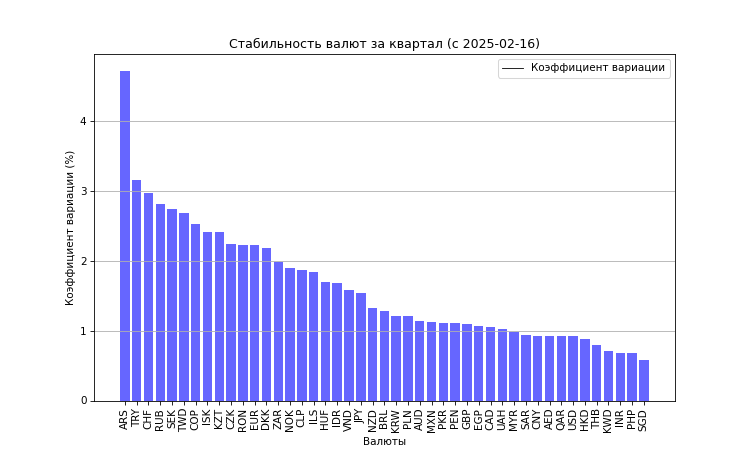 Стабильность валют за квартал (с 2025-02-16)
Коэффициент вариации
Коэффициент вариации (%)
4
3
2
1
0
ARS TRY CHF RUB SEK TWD COP ISK KZT CZK RON EUR DKK ZAR NOK CLP ILS HUF IDR VND JPY NZD BRL KRW PLN AUD MXN PKR PEN GBP EGP CAD UAH MYR SAR CNY AED QAR USD HKD THB KWD INR PHP SGD
Валюты